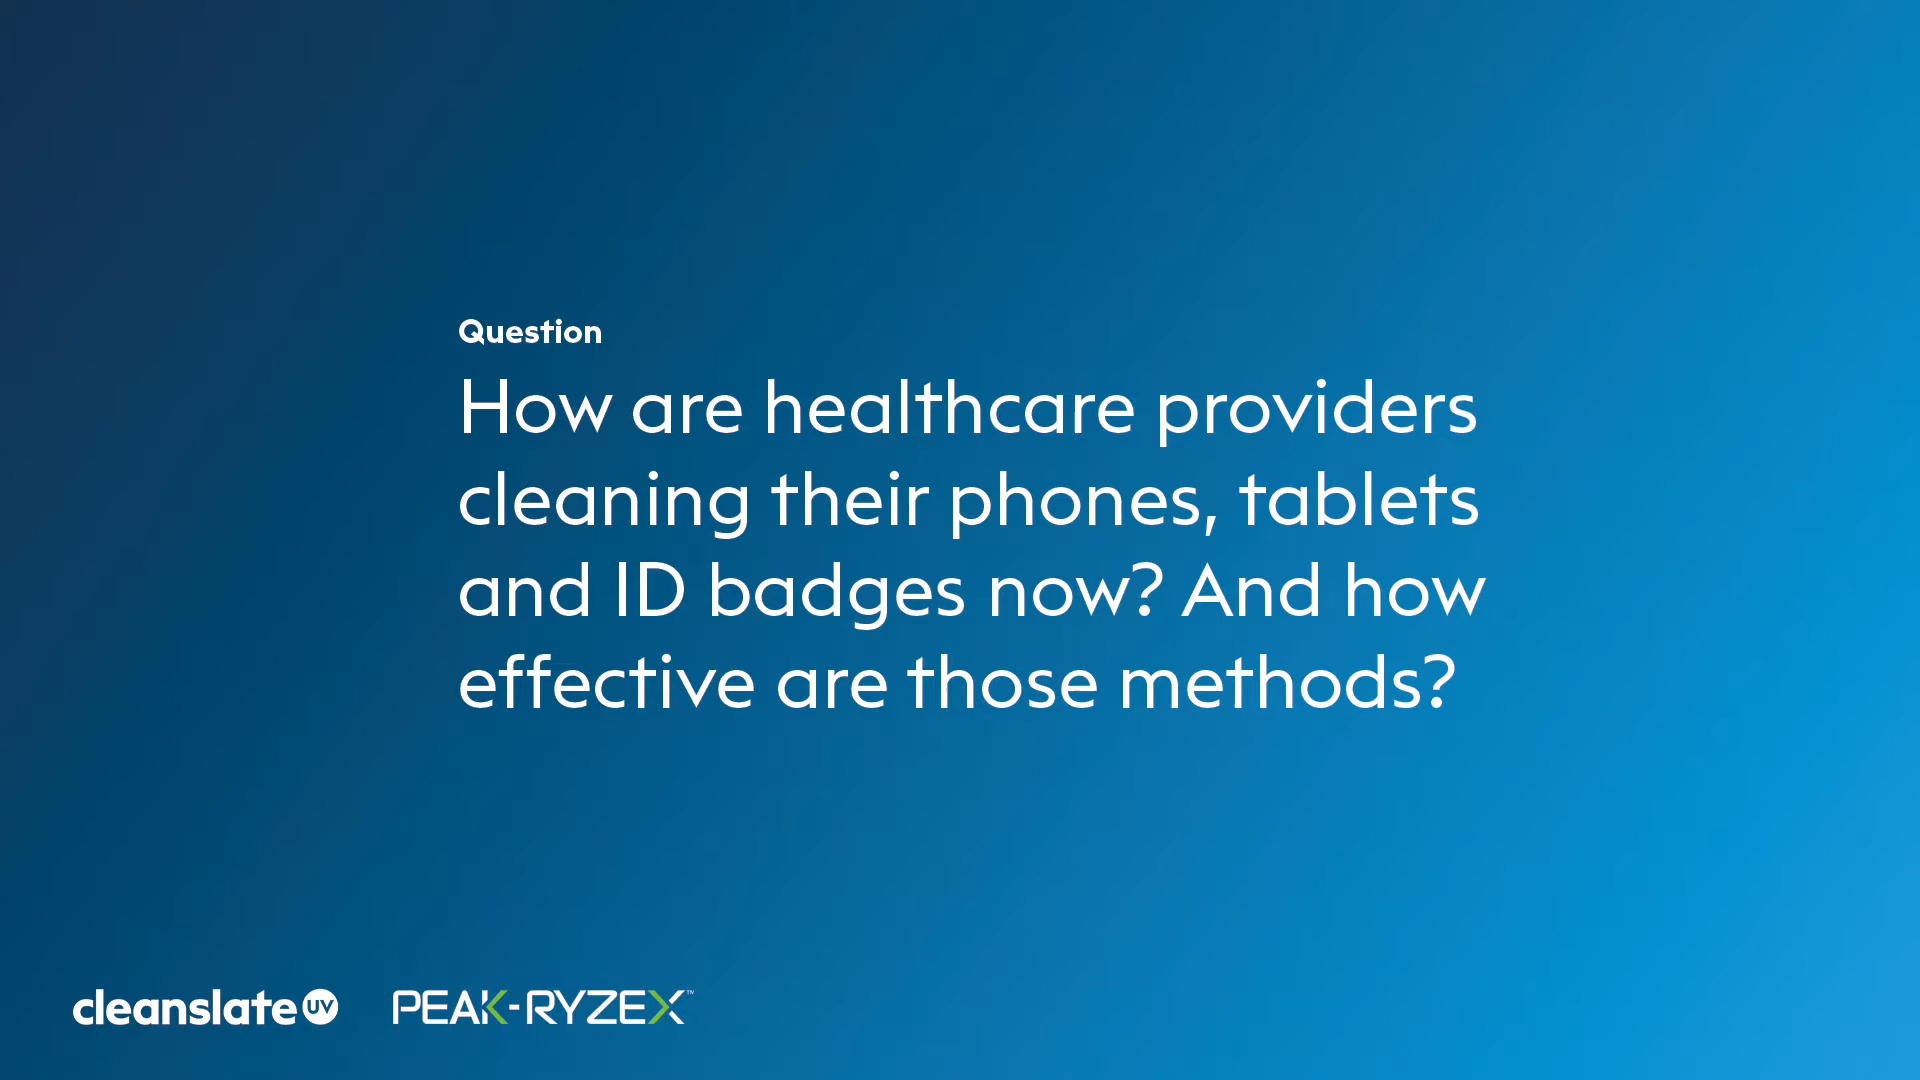 Question
How are healthcare providers
cleaning their phones, tablets
and ID badges now? And how
effective are those methods?
cleanslate UV
PEAK-RYZEX™